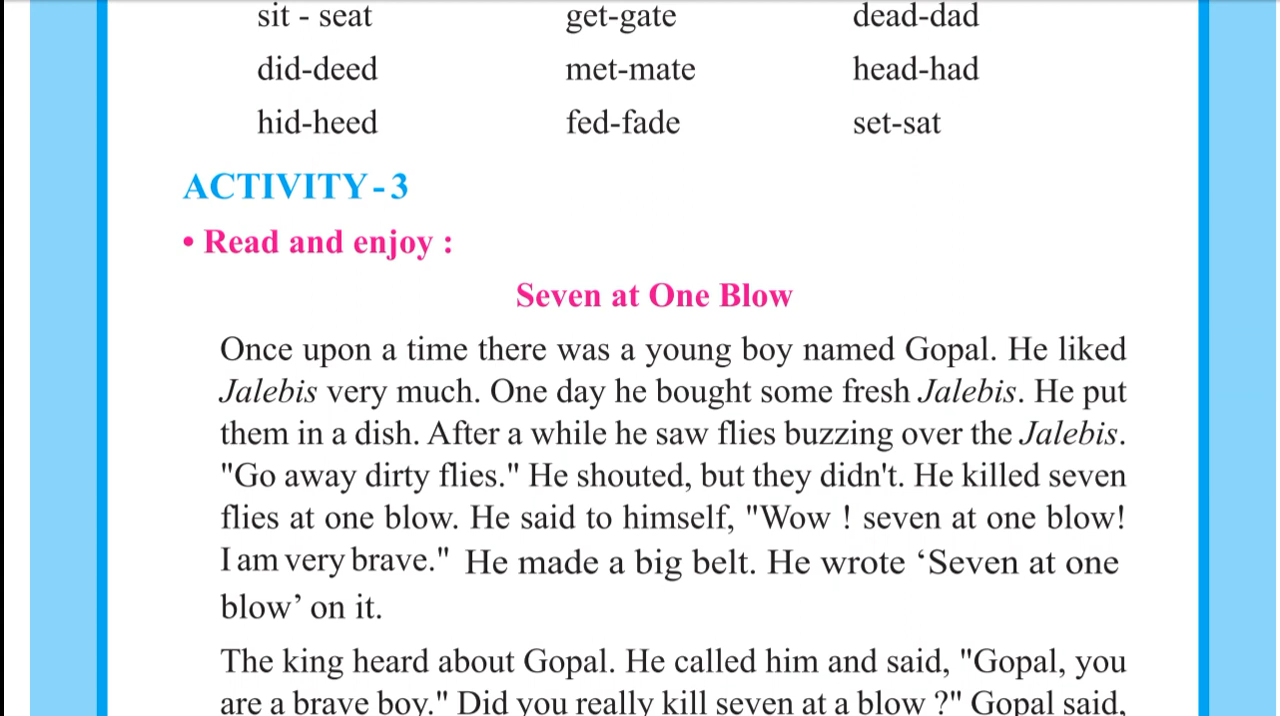 sit - seat get-gate dead-dad
did-deed met-mate head-had
hid-heed fed-fade set-sat
ACTIVITY-3
• Read and enjoy :
Seven at One Blow
Once upon a time there was a young boy named Gopal. He liked
Jalebis very much. One day he bought some fresh Jalebis. He put
them in a dish. After a while he saw flies buzzing over the Jalebis.
"Go away dirty flies." He shouted, but they didn't. He killed seven
flies at one blow. He said to himself, "Wow ! seven at one blow!
I am very brave." He made a big belt. He wrote ‘Seven at one
blow’ on it.
The king heard about Gopal. He called him and said, "Gopal, you
are a brave boy." Did you really kill seven at a blow ?" Gopal said,